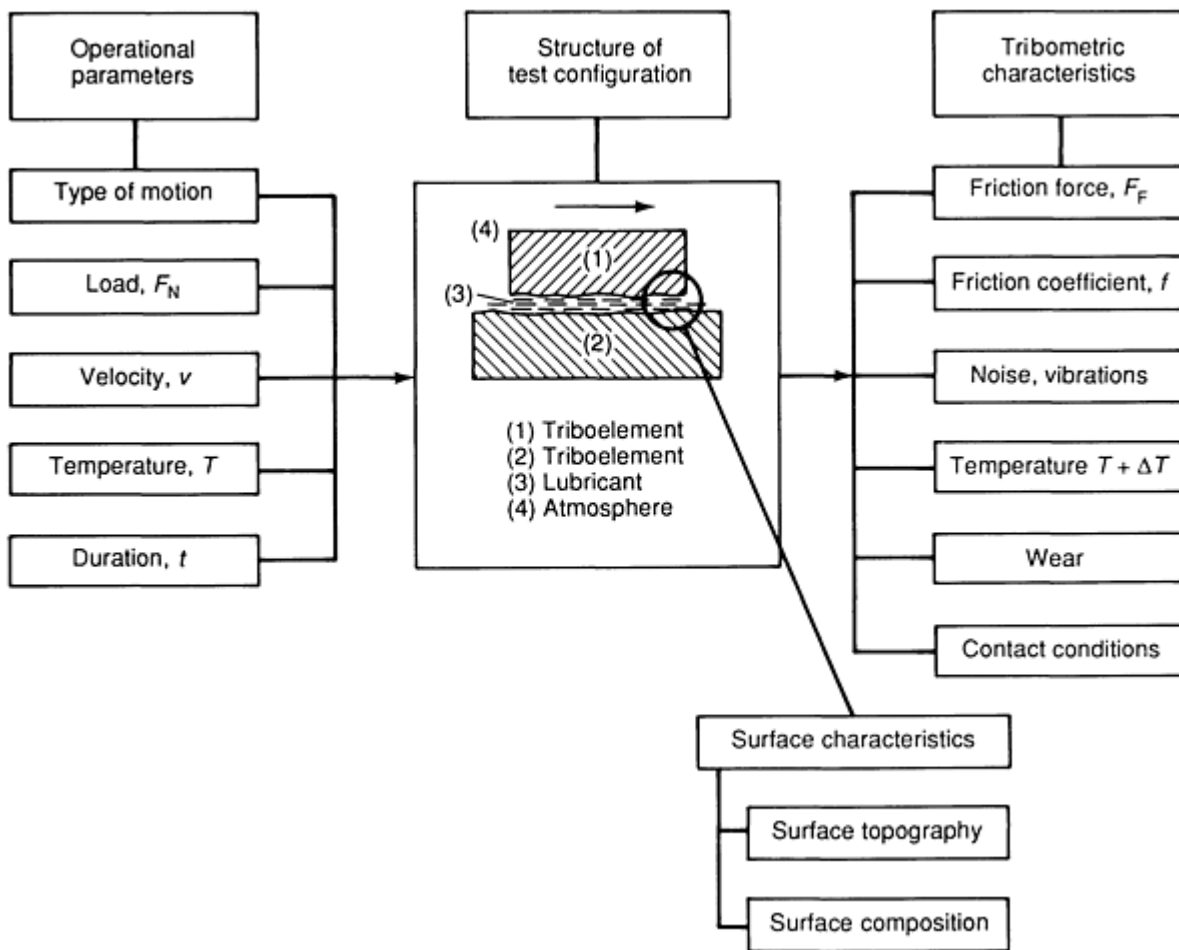 Operational
parameters
Type of motion
Load, F_N
Velocity, v
Temperature, T
Duration, t
Structure of
test configuration
(4)
(1)
(3)
(2)
(1) Triboelement
(2) Triboelement
(3) Lubricant
(4) Atmosphere
Tribometric
characteristics
Friction force, F_F
Friction coefficient, f
Noise, vibrations
Temperature T + ΔT
Wear
Contact conditions
Surface characteristics
Surface topography
Surface composition